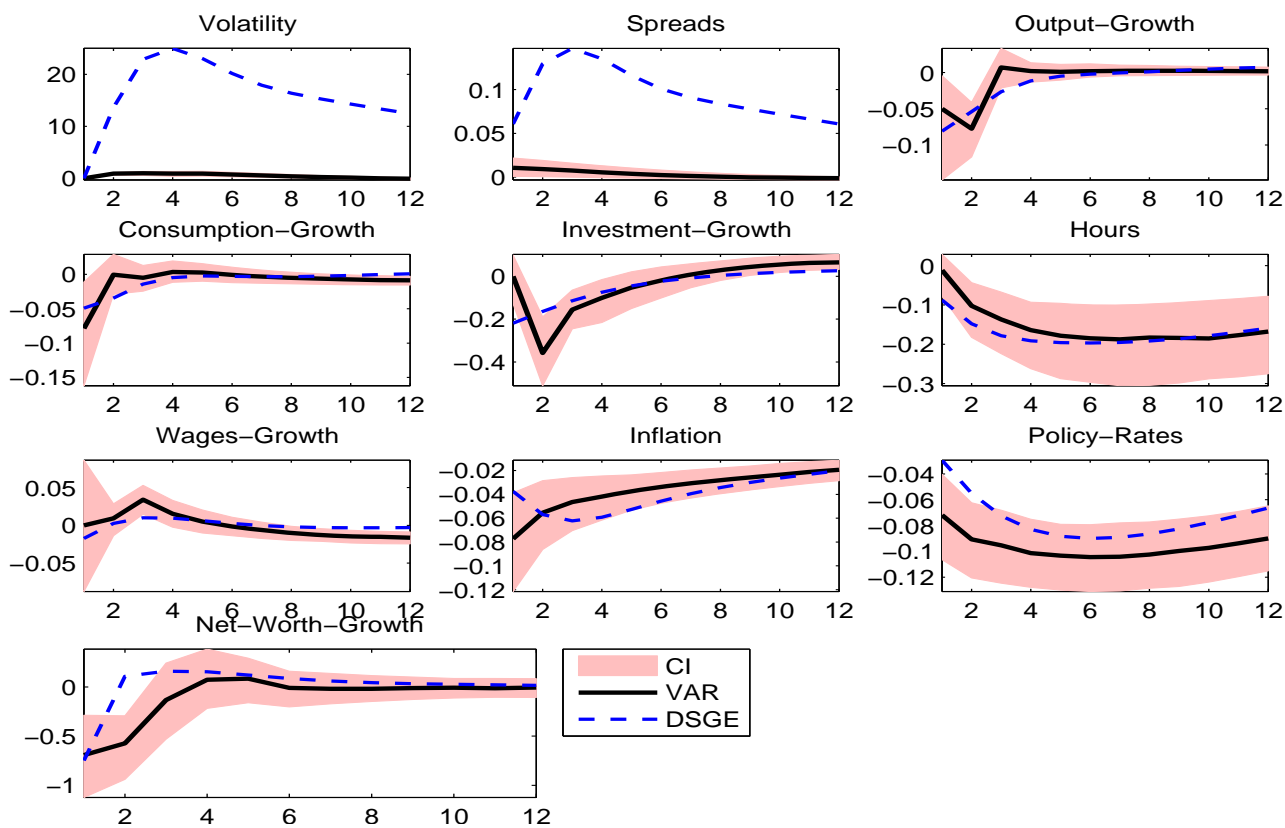 Volatility
Spreads
Output−Growth
20
10
0
0.1
0.05
0
0
−0.05
−0.1
2 4 6 8 10 12
2 4 6 8 10 12
2 4 6 8 10 12
Consumption−Growth
Investment−Growth
Hours
0
−0.05
−0.1
−0.15
0
−0.2
−0.4
0
−0.1
−0.2
−0.3
2 4 6 8 10 12
2 4 6 8 10 12
2 4 6 8 10 12
Wages−Growth
Inflation
Policy−Rates
0.05
0
−0.05
−0.02
−0.04
−0.06
−0.08
−0.1
−0.12
−0.04
−0.06
−0.08
−0.1
−0.12
2 4 6 8 10 12
2 4 6 8 10 12
2 4 6 8 10 12
Net−Worth−Growth
0
−0.5
−1
2 4 6 8 10 12
CI
VAR
DSGE